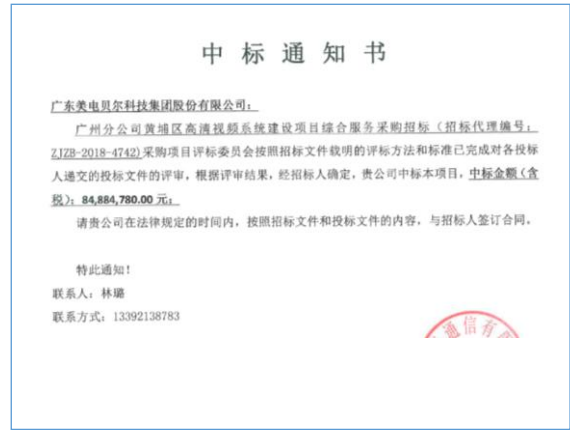 中标通知书
广东美电贝尔科技集团股份有限公司：
广州分公司黄埔区高清视频系统建设项目综合服务采购招标（招标代理编号：
ZJZB-2018-4742)采购项目评标委员会按照招标文件载明的评标方法和标准已完成对各投标
人递交的投标文件的评审，根据评审结果，经招标人确定，贵公司中标本项目，中标金额（含
税）：84,884,780.00 元。
请贵公司在法律规定的时间内，按照招标文件和投标文件的内容，与招标人签订合同。
特此通知！
联系人：林璐
联系方式：13392138783
通信有